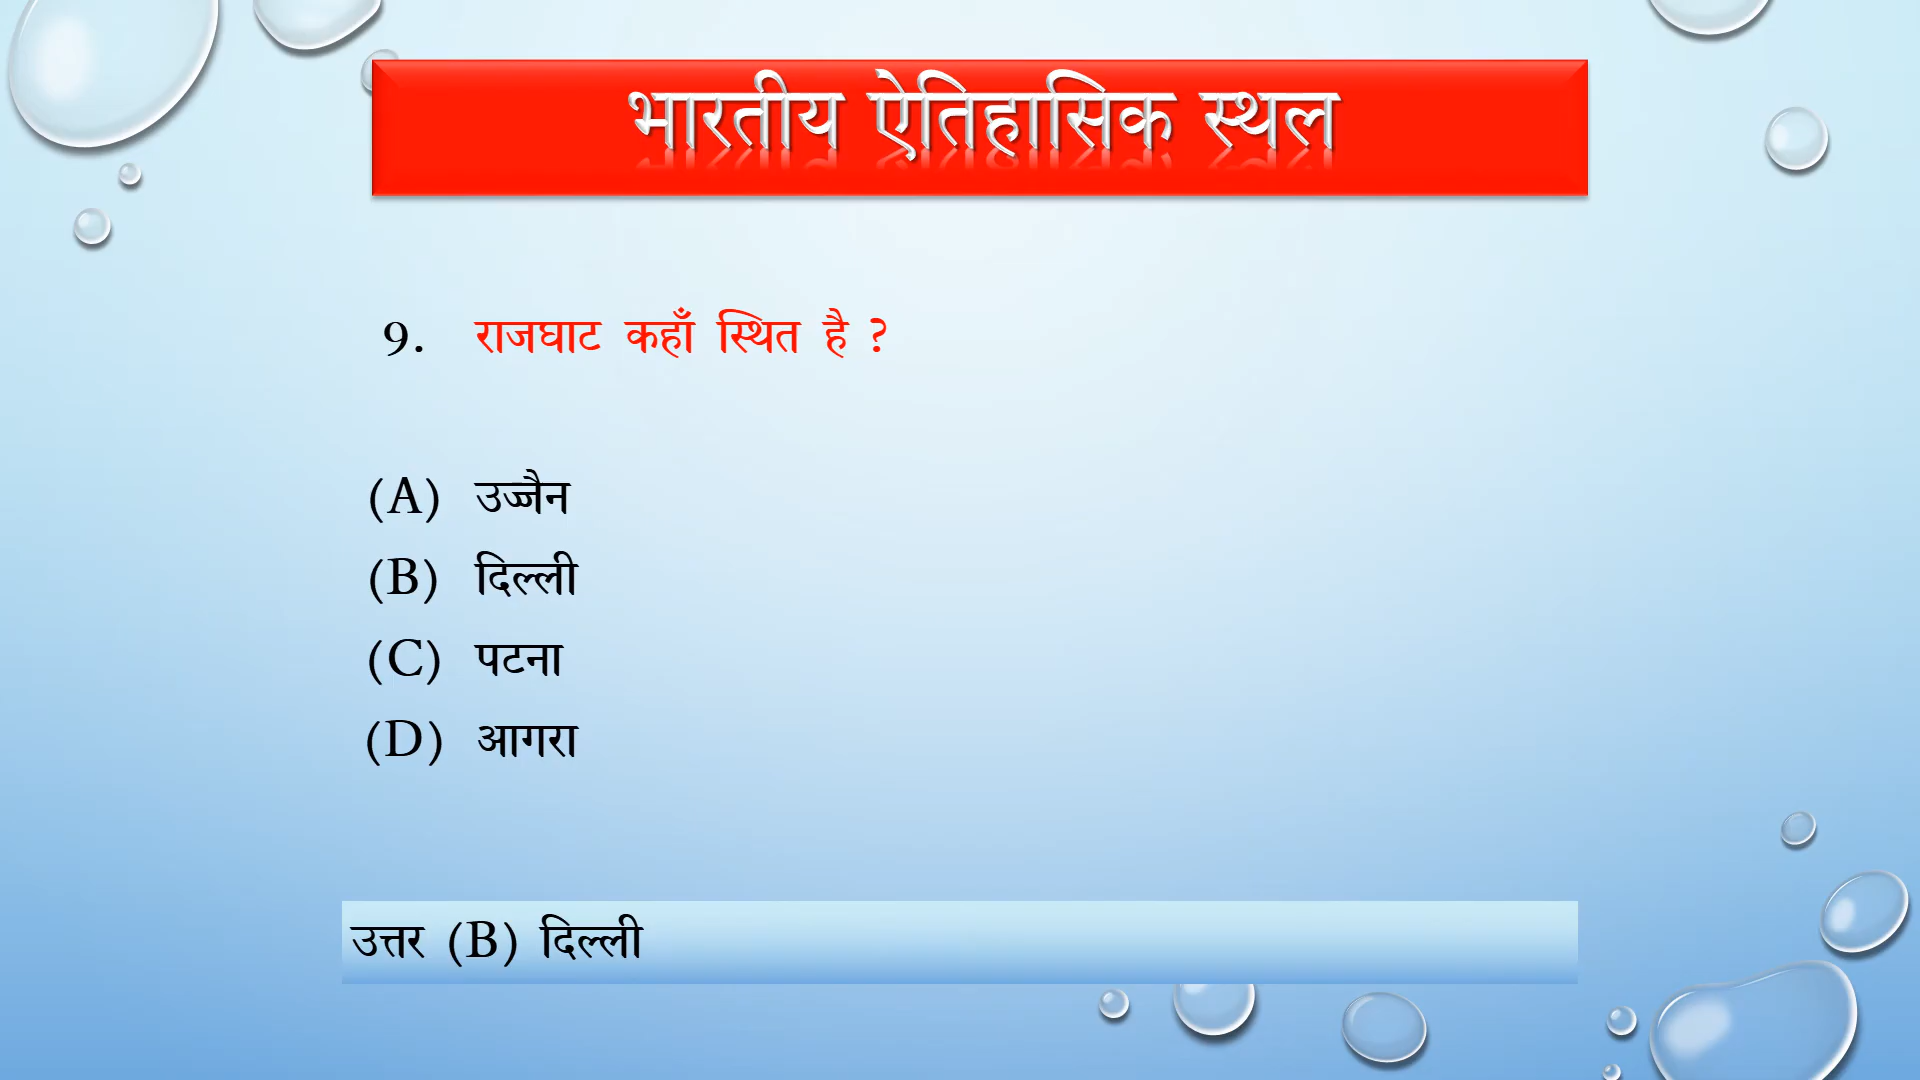 भारतीय ऐतिहासिक स्थल
9. राजघाट कहाँ स्थित है ?
(A) उज्जैन
(B) दिल्ली
(C) पटना
(D) आगरा
उत्तर (B) दिल्ली